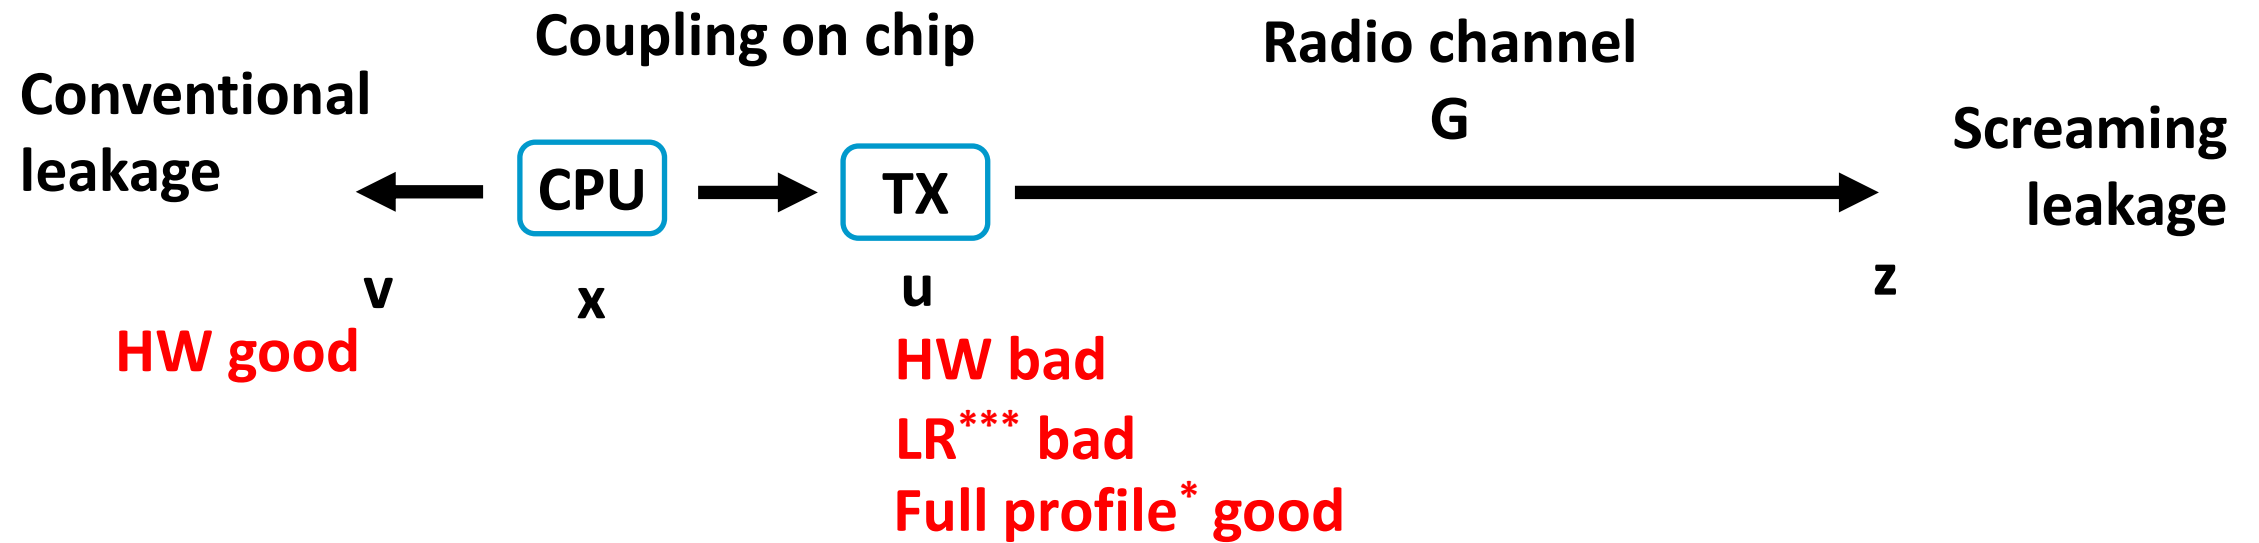 Coupling on chip
Radio channel
G
Conventional
leakage
CPU
TX
Screaming
leakage
v
x
u
z
HW good
HW bad
LR*** bad
Full profile* good